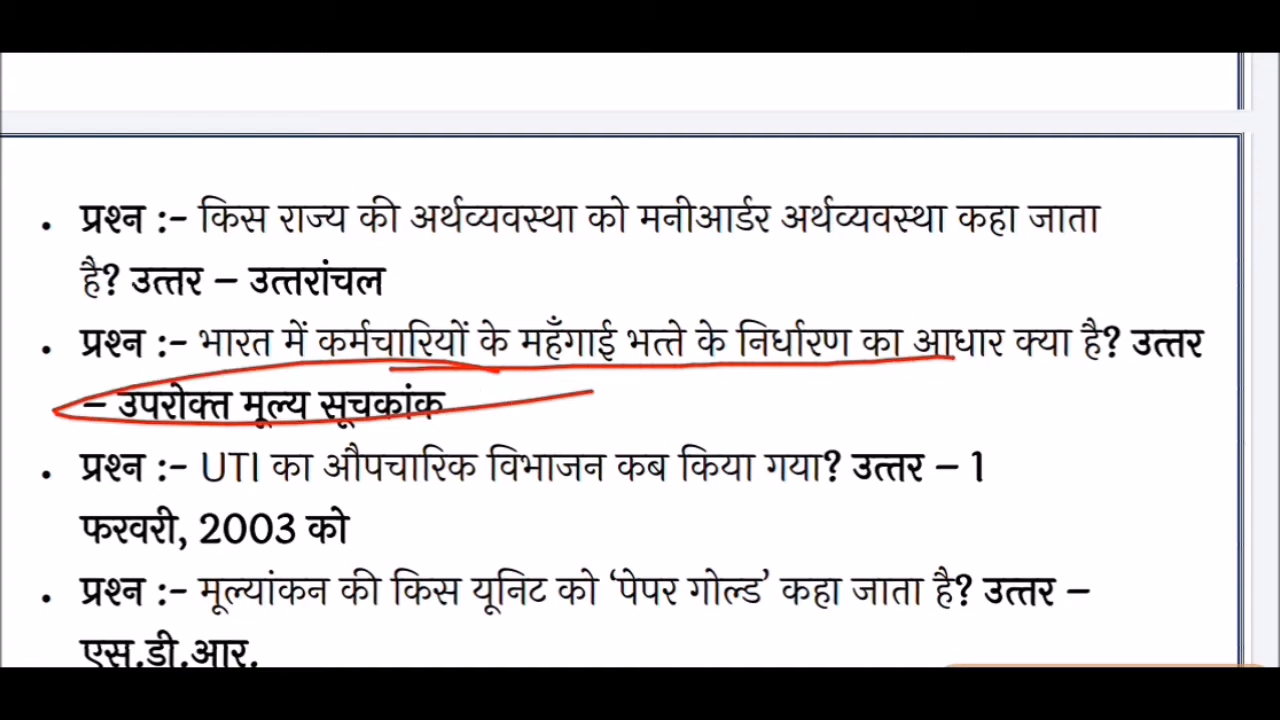 • प्रश्न :- किस राज्य की अर्थव्यवस्था को मनीआर्डर अर्थव्यवस्था कहा जाता
है? उत्तर – उत्तरांचल
• प्रश्न :- भारत में कर्मचारियों के महँगाई भत्ते के निर्धारण का आधार क्या है? उत्तर
– उपरोक्त मूल्य सूचकांक
• प्रश्न :- UTI का औपचारिक विभाजन कब किया गया? उत्तर – 1
फरवरी, 2003 को
• प्रश्न :- मूल्यांकन की किस यूनिट को ‘पेपर गोल्ड’ कहा जाता है? उत्तर –
एस.डी.आर.